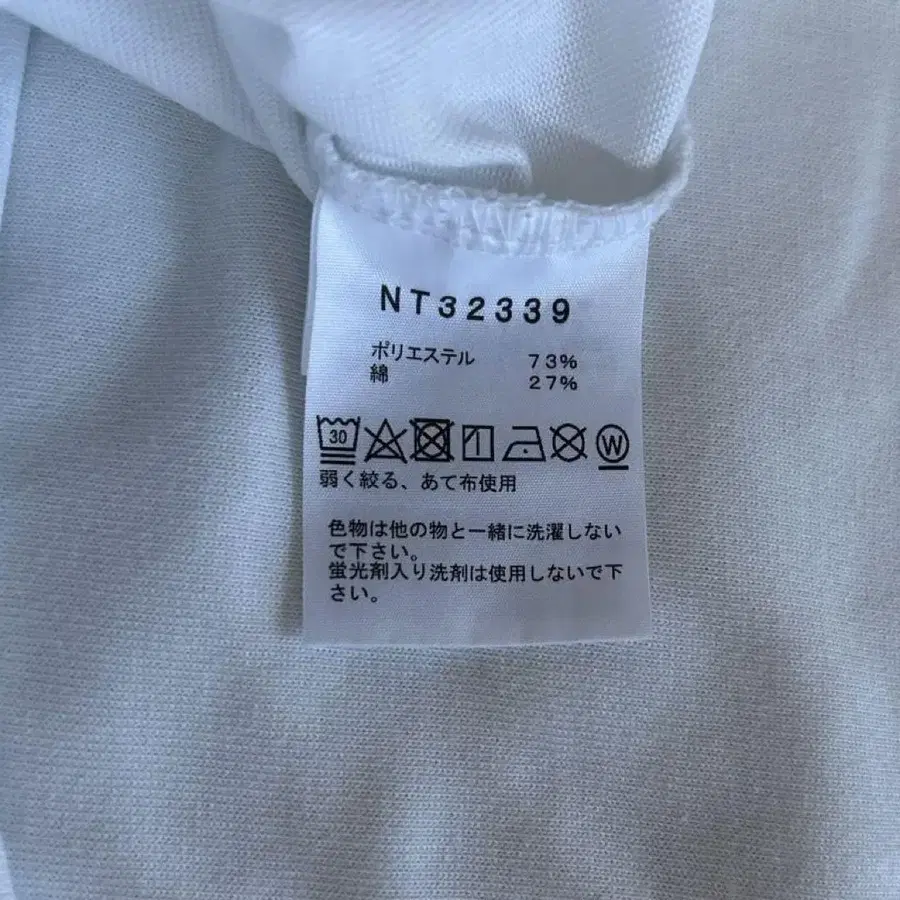 NT32339
ポリエステル 73%
綿 27%
30 W
弱く絞る、あて布使用
色物は他の物と一緒に洗濯しない
で下さい。
蛍光剤入り洗剤は使用しないで下
さい。